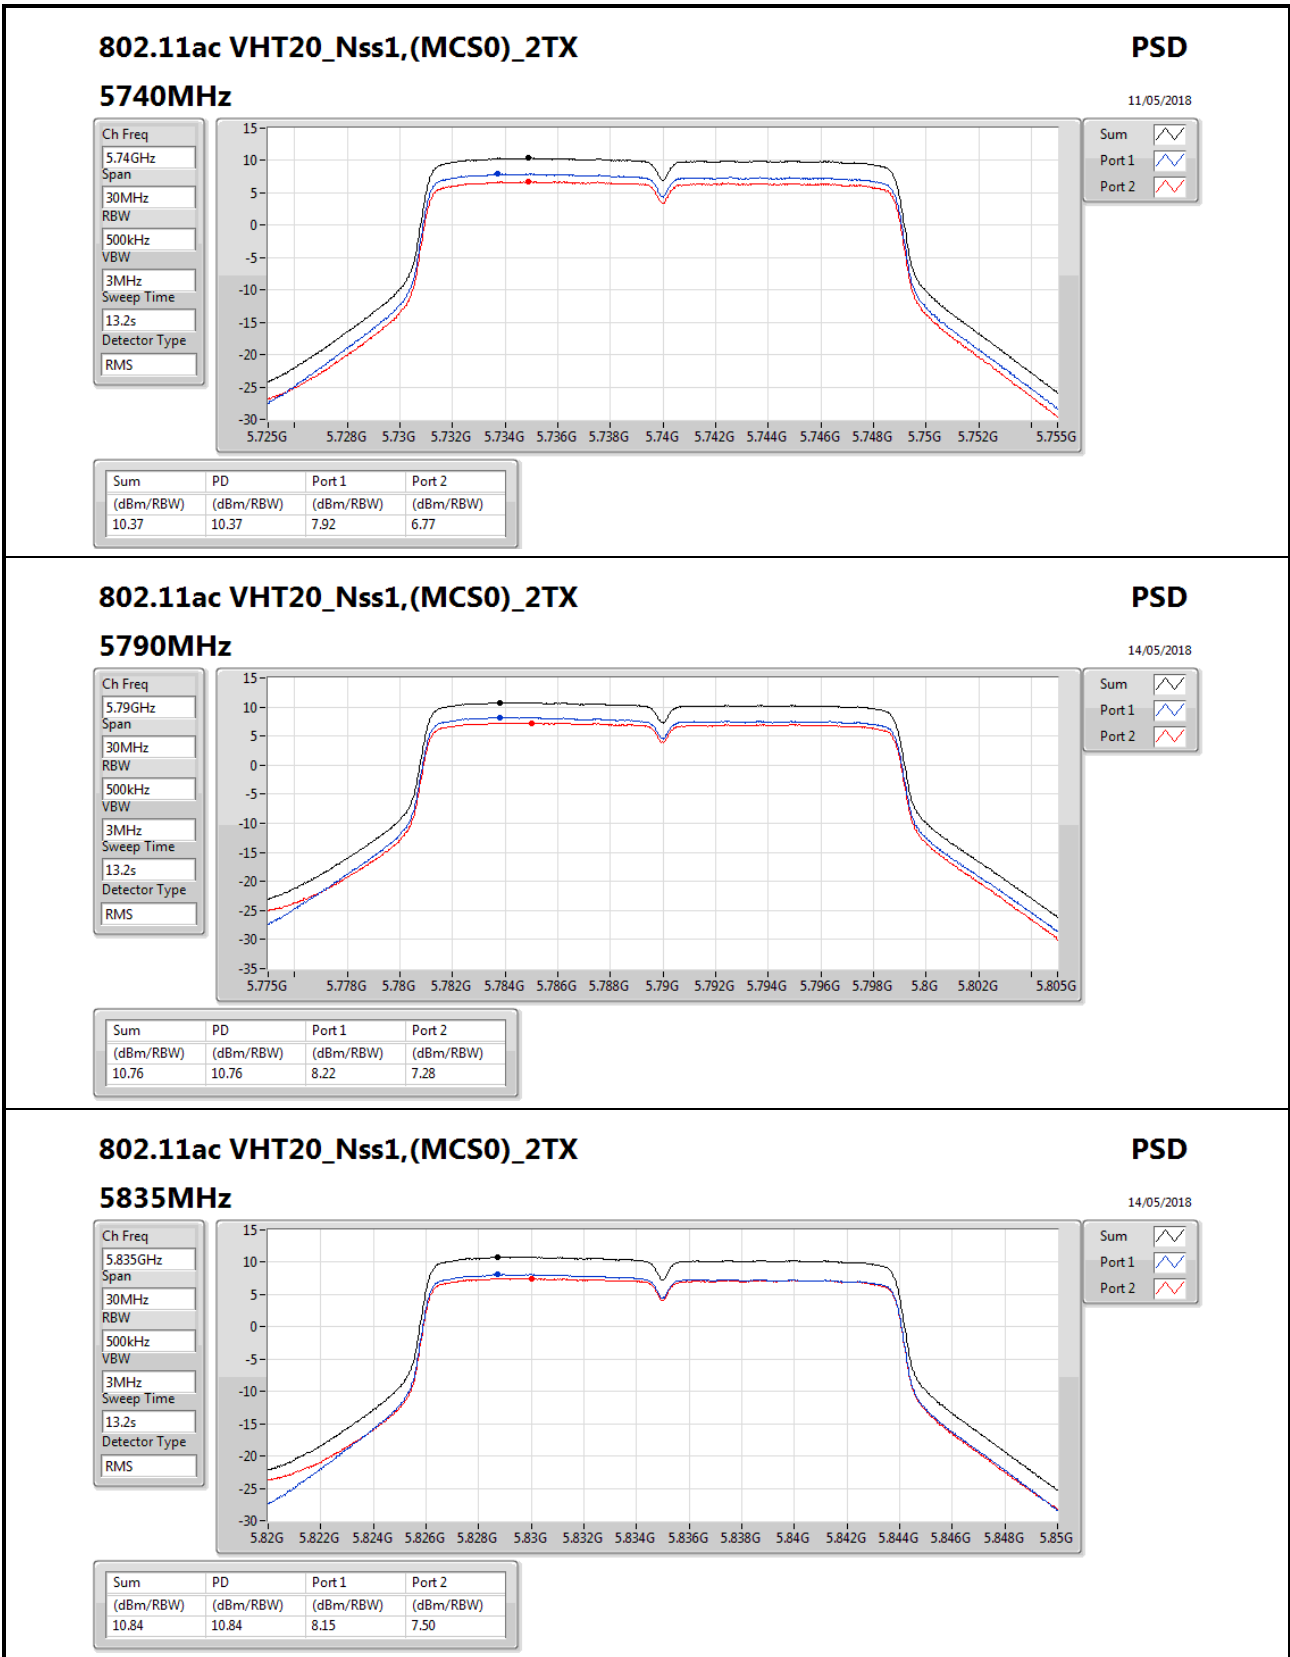 802.11ac VHT20_Nss1,(MCS0)_2TX PSD
5740MHz 11/05/2018
Ch Freq
5.74GHz
Span
30MHz
RBW
500kHz
VBW
3MHz
Sweep Time
13.2s
Detector Type
RMS
15
10
5
0
-5
-10
-15
-20
-25
-30
5.725G 5.728G 5.73G 5.732G 5.734G 5.736G 5.738G 5.74G 5.742G 5.744G 5.746G 5.748G 5.75G 5.752G 5.755G
Sum
Port 1
Port 2
Sum PD Port 1 Port 2
(dBm/RBW) (dBm/RBW) (dBm/RBW) (dBm/RBW)
10.37 10.37 7.92 6.77
802.11ac VHT20_Nss1,(MCS0)_2TX PSD
5790MHz 14/05/2018
Ch Freq
5.79GHz
Span
30MHz
RBW
500kHz
VBW
3MHz
Sweep Time
13.2s
Detector Type
RMS
15
10
5
0
-5
-10
-15
-20
-25
-30
-35
5.775G 5.778G 5.78G 5.782G 5.784G 5.786G 5.788G 5.79G 5.792G 5.794G 5.796G 5.798G 5.8G 5.802G 5.805G
Sum
Port 1
Port 2
Sum PD Port 1 Port 2
(dBm/RBW) (dBm/RBW) (dBm/RBW) (dBm/RBW)
10.76 10.76 8.22 7.28
802.11ac VHT20_Nss1,(MCS0)_2TX PSD
5835MHz 14/05/2018
Ch Freq
5.835GHz
Span
30MHz
RBW
500kHz
VBW
3MHz
Sweep Time
13.2s
Detector Type
RMS
15
10
5
0
-5
-10
-15
-20
-25
-30
5.82G 5.822G 5.824G 5.826G 5.828G 5.83G 5.832G 5.834G 5.836G 5.838G 5.84G 5.842G 5.844G 5.846G 5.848G 5.85G
Sum
Port 1
Port 2
Sum PD Port 1 Port 2
(dBm/RBW) (dBm/RBW) (dBm/RBW) (dBm/RBW)
10.84 10.84 8.15 7.50